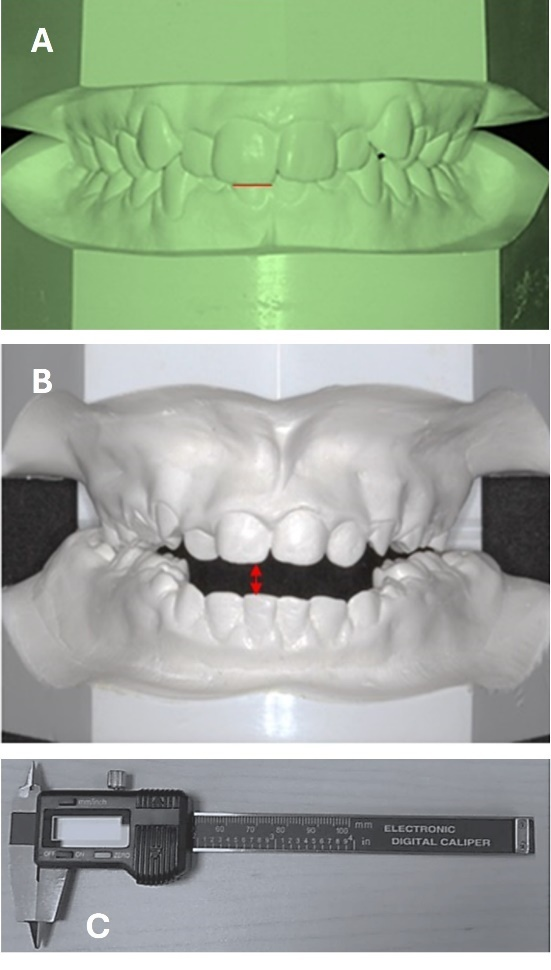 A
B
mm/inch
60 70 80 90 100 mm
OFF ON ZERO
in
ELECTRONIC
DIGITAL CALIPER
C